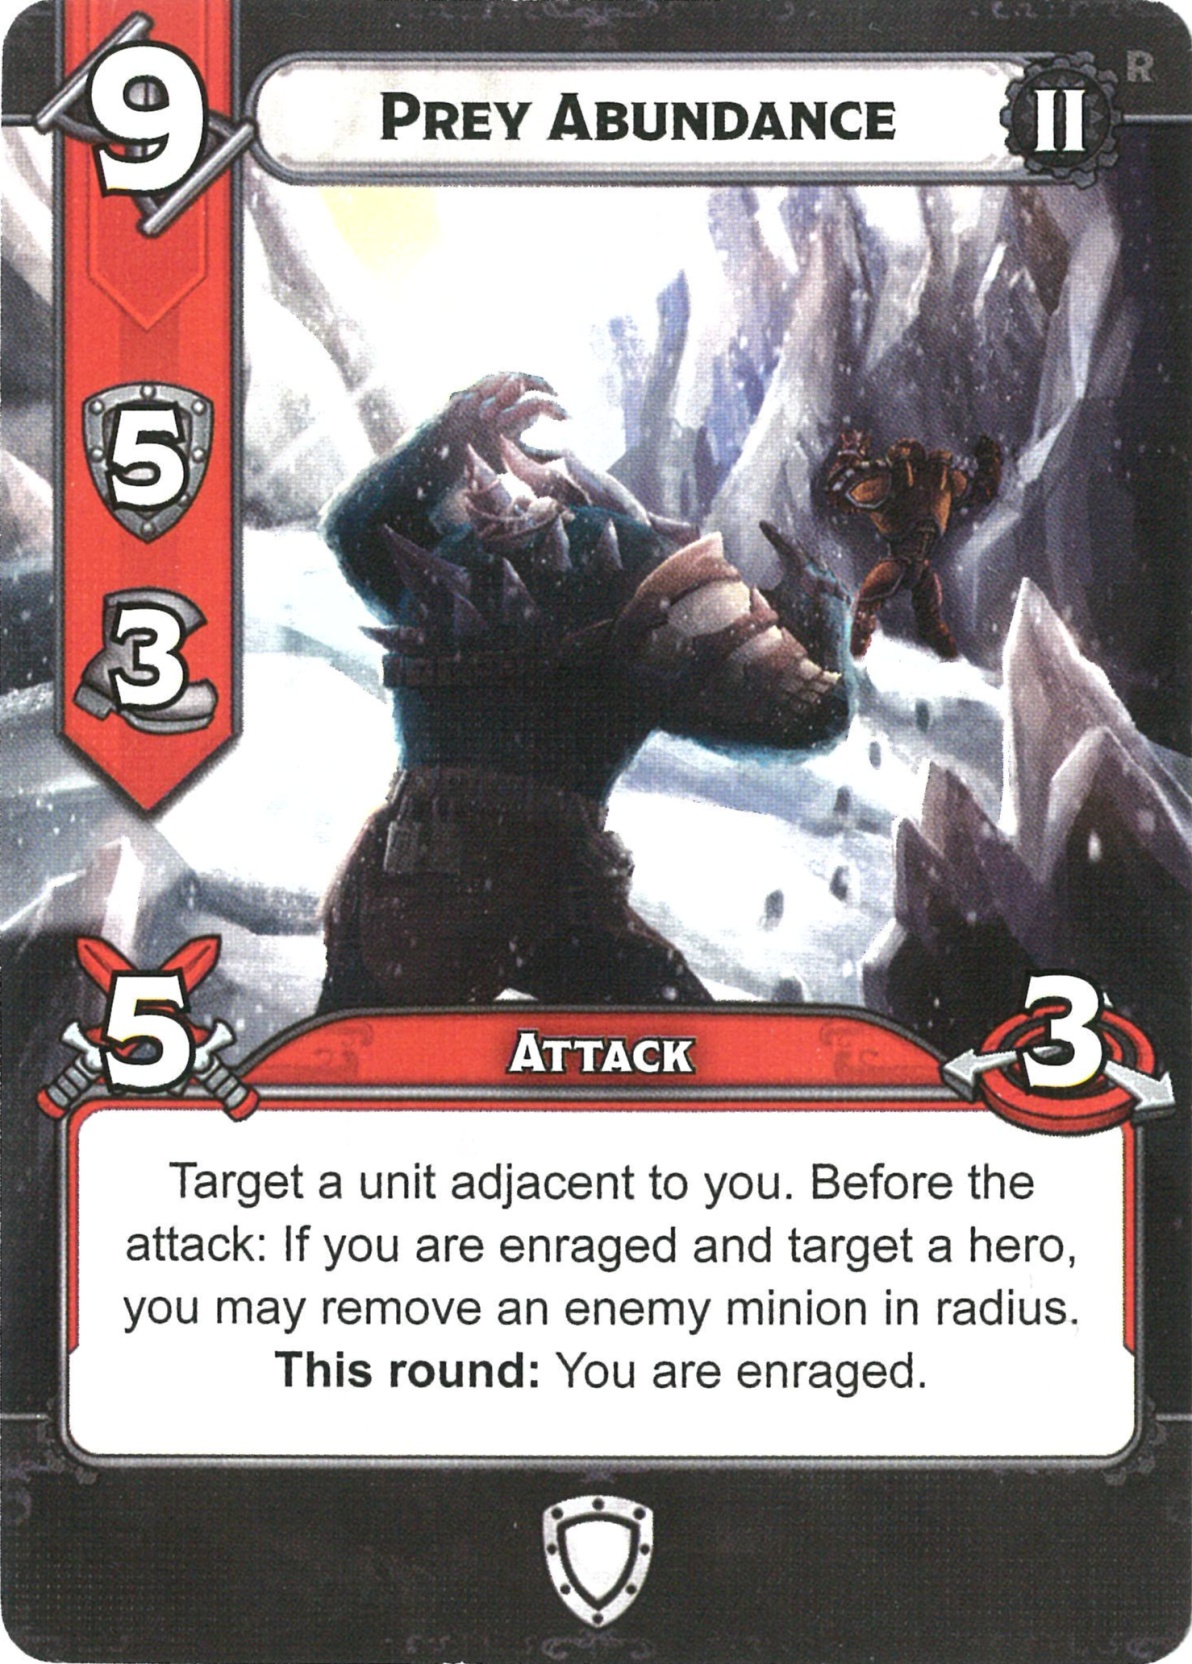 9
PREY ABUNDANCE
II
R
5
3
5
ATTACK
3
Target a unit adjacent to you. Before the
attack: If you are enraged and target a hero,
you may remove an enemy minion in radius.
This round: You are enraged.